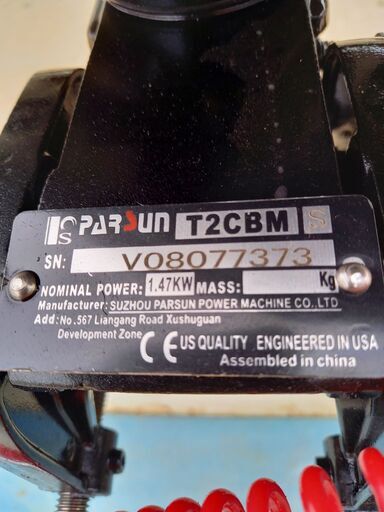 PARSUN T2CBM S
SN: V08077373
NOMINAL POWER: 1.47KW MASS: Kg
Manufacturer: SUZHOU PARSUN POWER MACHINE CO.,LTD
Add: No.567 Liangang Road Xushuguan
Development Zone
CE US QUALITY ENGINEERED IN USA
Assembled in china